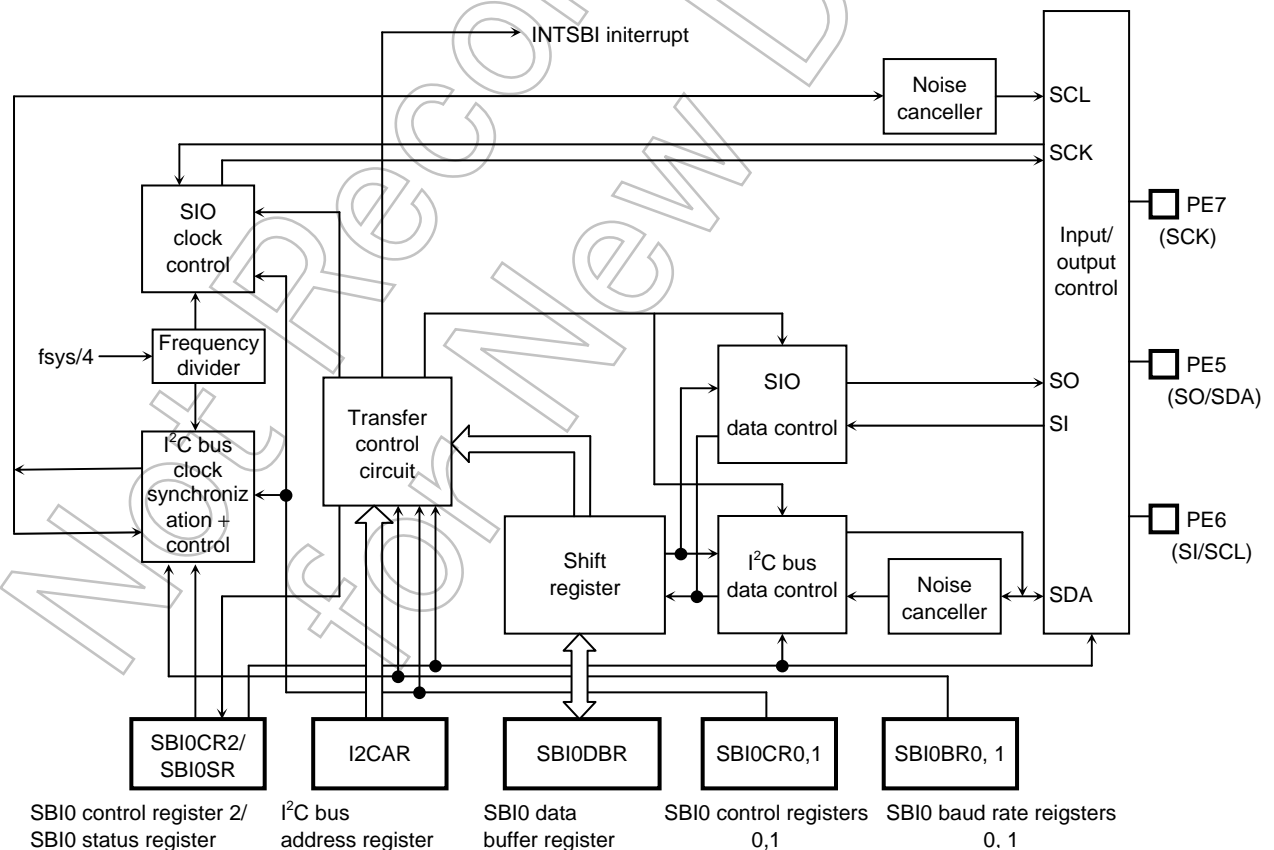 INTSBI initerrupt
Noise
canceller
SCL
SCK
SIO
clock
control
PE7
(SCK)
Input/
output
control
fsys/4
Frequency
divider
SIO
data control
SO
SI
PE5
(SO/SDA)
Transfer
control
circuit
I²C bus
clock
synchroniz
ation +
control
Shift
register
I²C bus
data control
Noise
canceller
SDA
PE6
(SI/SCL)
SBI0CR2/
SBI0SR
I2CAR
SBI0DBR
SBI0CR0,1
SBI0BR0, 1
SBI0 control register 2/
SBI0 status register
I²C bus
address register
SBI0 data
buffer register
SBI0 control registers
0,1
SBI0 baud rate reigsters
0, 1
Not Recom
for New D